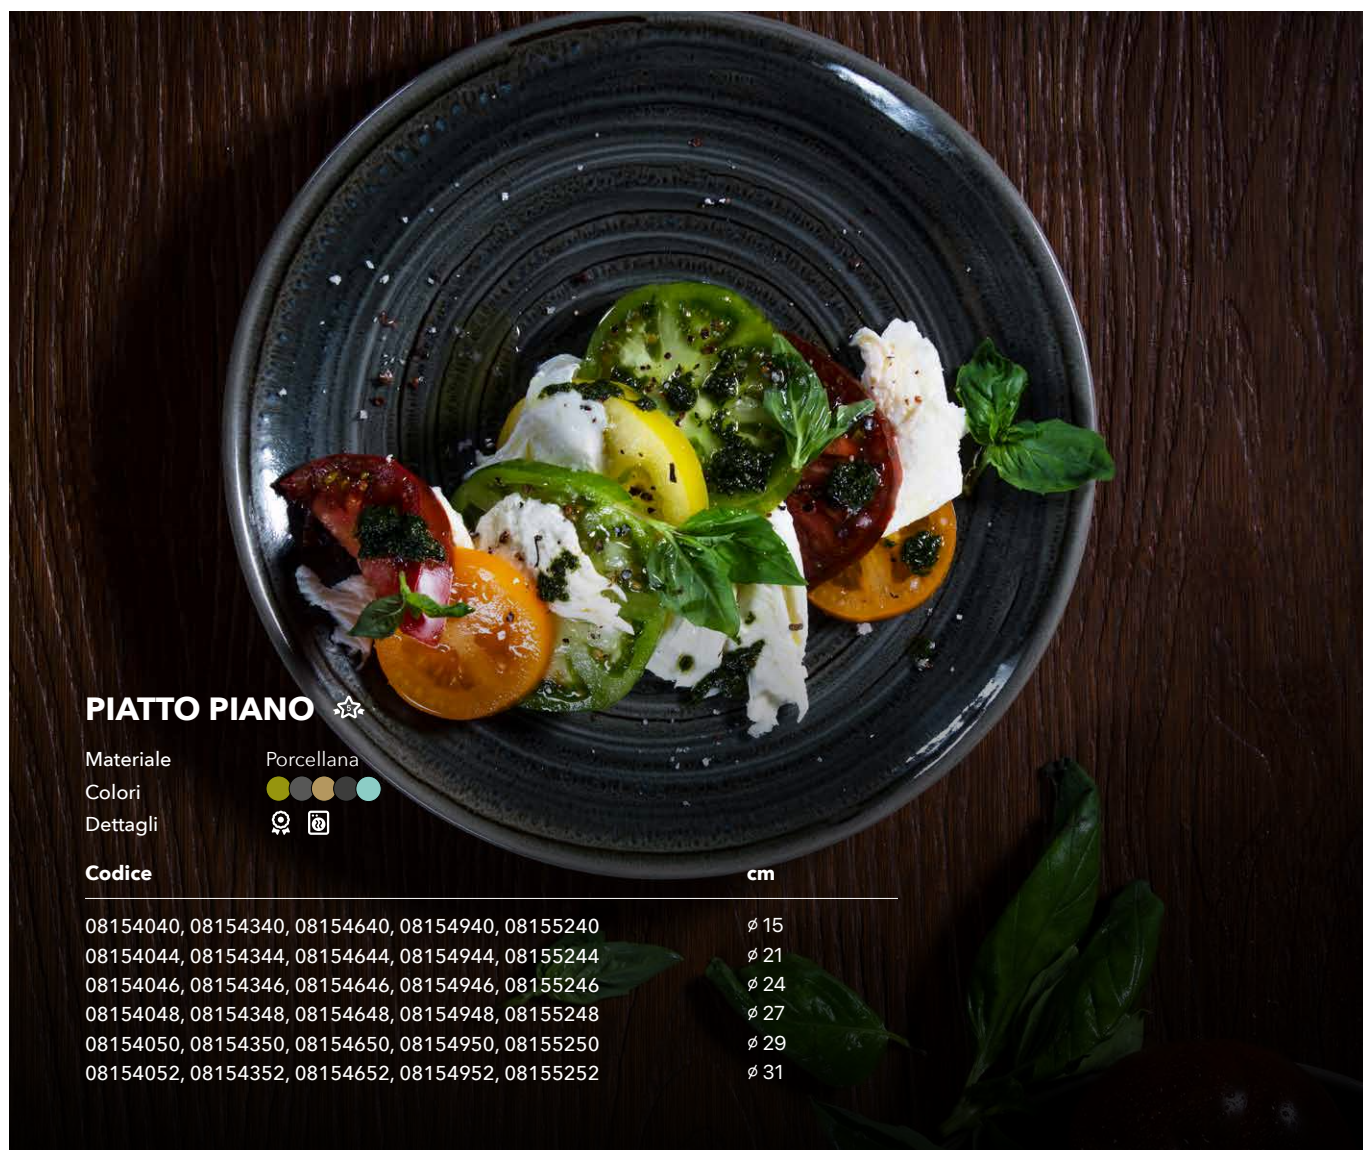 PIATTO PIANO
Materiale Porcellana
Colori
Dettagli
Codice cm
08154040, 08154340, 08154640, 08154940, 08155240 ⌀ 15
08154044, 08154344, 08154644, 08154944, 08155244 ⌀ 21
08154046, 08154346, 08154646, 08154946, 08155246 ⌀ 24
08154048, 08154348, 08154648, 08154948, 08155248 ⌀ 27
08154050, 08154350, 08154650, 08154950, 08155250 ⌀ 29
08154052, 08154352, 08154652, 08154952, 08155252 ⌀ 31